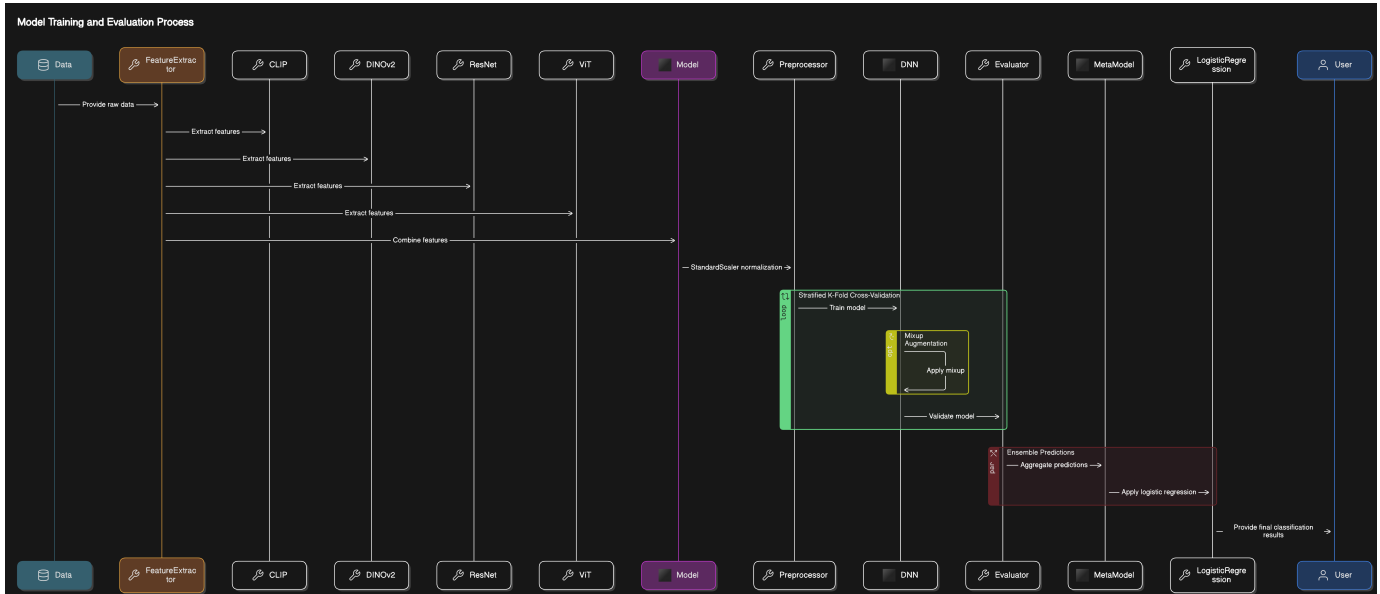 Model Training and Evaluation Process
Data
FeatureExtrac
tor
CLIP
DINOv2
ResNet
ViT
Model
Preprocessor
DNN
Evaluator
MetaModel
LogisticRegre
ssion
User
Provide raw data
Extract features
Extract features
Extract features
Extract features
Combine features
StandardScaler normalization
loop
Stratified K-Fold Cross-Validation
Train model
opt
Mixup
Augmentation
Apply mixup
Validate model
par
Ensemble Predictions
Aggregate predictions
Apply logistic regression
Provide final classification
results
Data
FeatureExtrac
tor
CLIP
DINOv2
ResNet
ViT
Model
Preprocessor
DNN
Evaluator
MetaModel
LogisticRegre
ssion
User